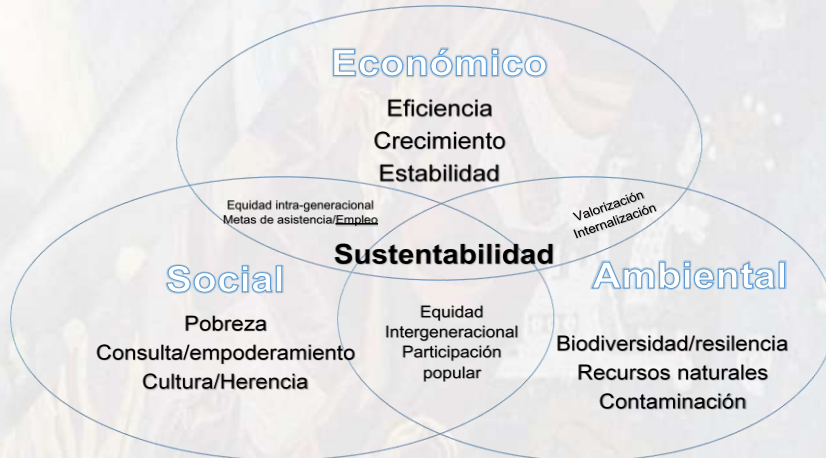 Económico
Eficiencia
Crecimiento
Estabilidad
Equidad intra-generacional
Metas de asistencia/Empleo
Valorización
Internalización
Sustentabilidad
Social
Pobreza
Consulta/empoderamiento
Cultura/Herencia
Equidad
Intergeneracional
Participación
popular
Ambiental
Biodiversidad/resilencia
Recursos naturales
Contaminación